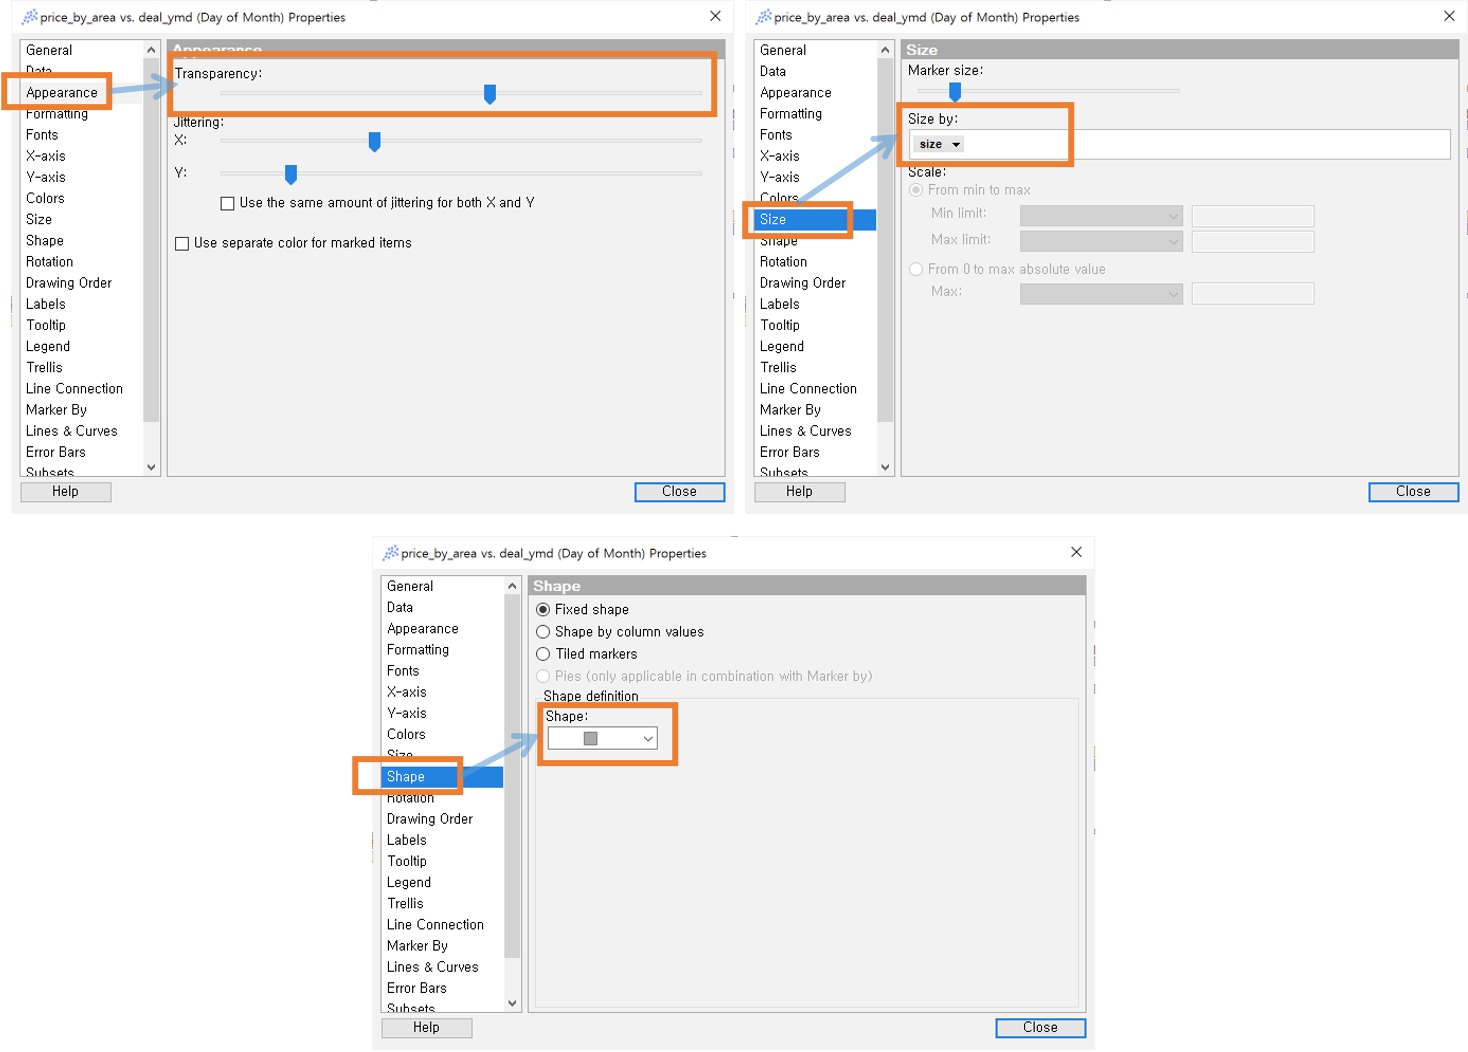 price_by_area vs. deal_ymd (Day of Month) Properties
General
Data
Appearance
Formatting
Fonts
X-axis
Y-axis
Colors
Size
Shape
Rotation
Drawing Order
Labels
Tooltip
Legend
Trellis
Line Connection
Marker By
Lines & Curves
Error Bars
Subsets
Appearance
Transparency:
Jittering:
X:
Y:
Use the same amount of jittering for both X and Y
Use separate color for marked items
Help
Close
price_by_area vs. deal_ymd (Day of Month) Properties
General
Data
Appearance
Formatting
Fonts
X-axis
Y-axis
Colors
Size
Shape
Rotation
Drawing Order
Labels
Tooltip
Legend
Trellis
Line Connection
Marker By
Lines & Curves
Error Bars
Subsets
Size
Marker size:
Size by:
size
Scale:
From min to max
Min limit:
Max limit:
From 0 to max absolute value
Max:
Help
Close
price_by_area vs. deal_ymd (Day of Month) Properties
General
Data
Appearance
Formatting
Fonts
X-axis
Y-axis
Colors
Size
Shape
Rotation
Drawing Order
Labels
Tooltip
Legend
Trellis
Line Connection
Marker By
Lines & Curves
Error Bars
Subsets
Shape
Fixed shape
Shape by column values
Tiled markers
Pies (only applicable in combination with Marker by)
Shape definition
Shape:
Help
Close